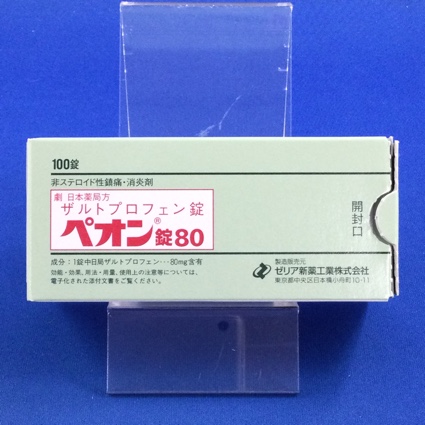 100錠
非ステロイド性鎮痛・消炎剤
劇 日本薬局方
ザルトプロフェン錠
ペオン®錠80
成分：1錠中日局ザルトプロフェン…80mg含有
効能・効果、用法・用量、使用上の注意等については、
電子化された添付文書をご覧ください。
開封口
製造販売元
ゼリア新薬工業株式会社
東京都中央区日本橋小舟町10-11